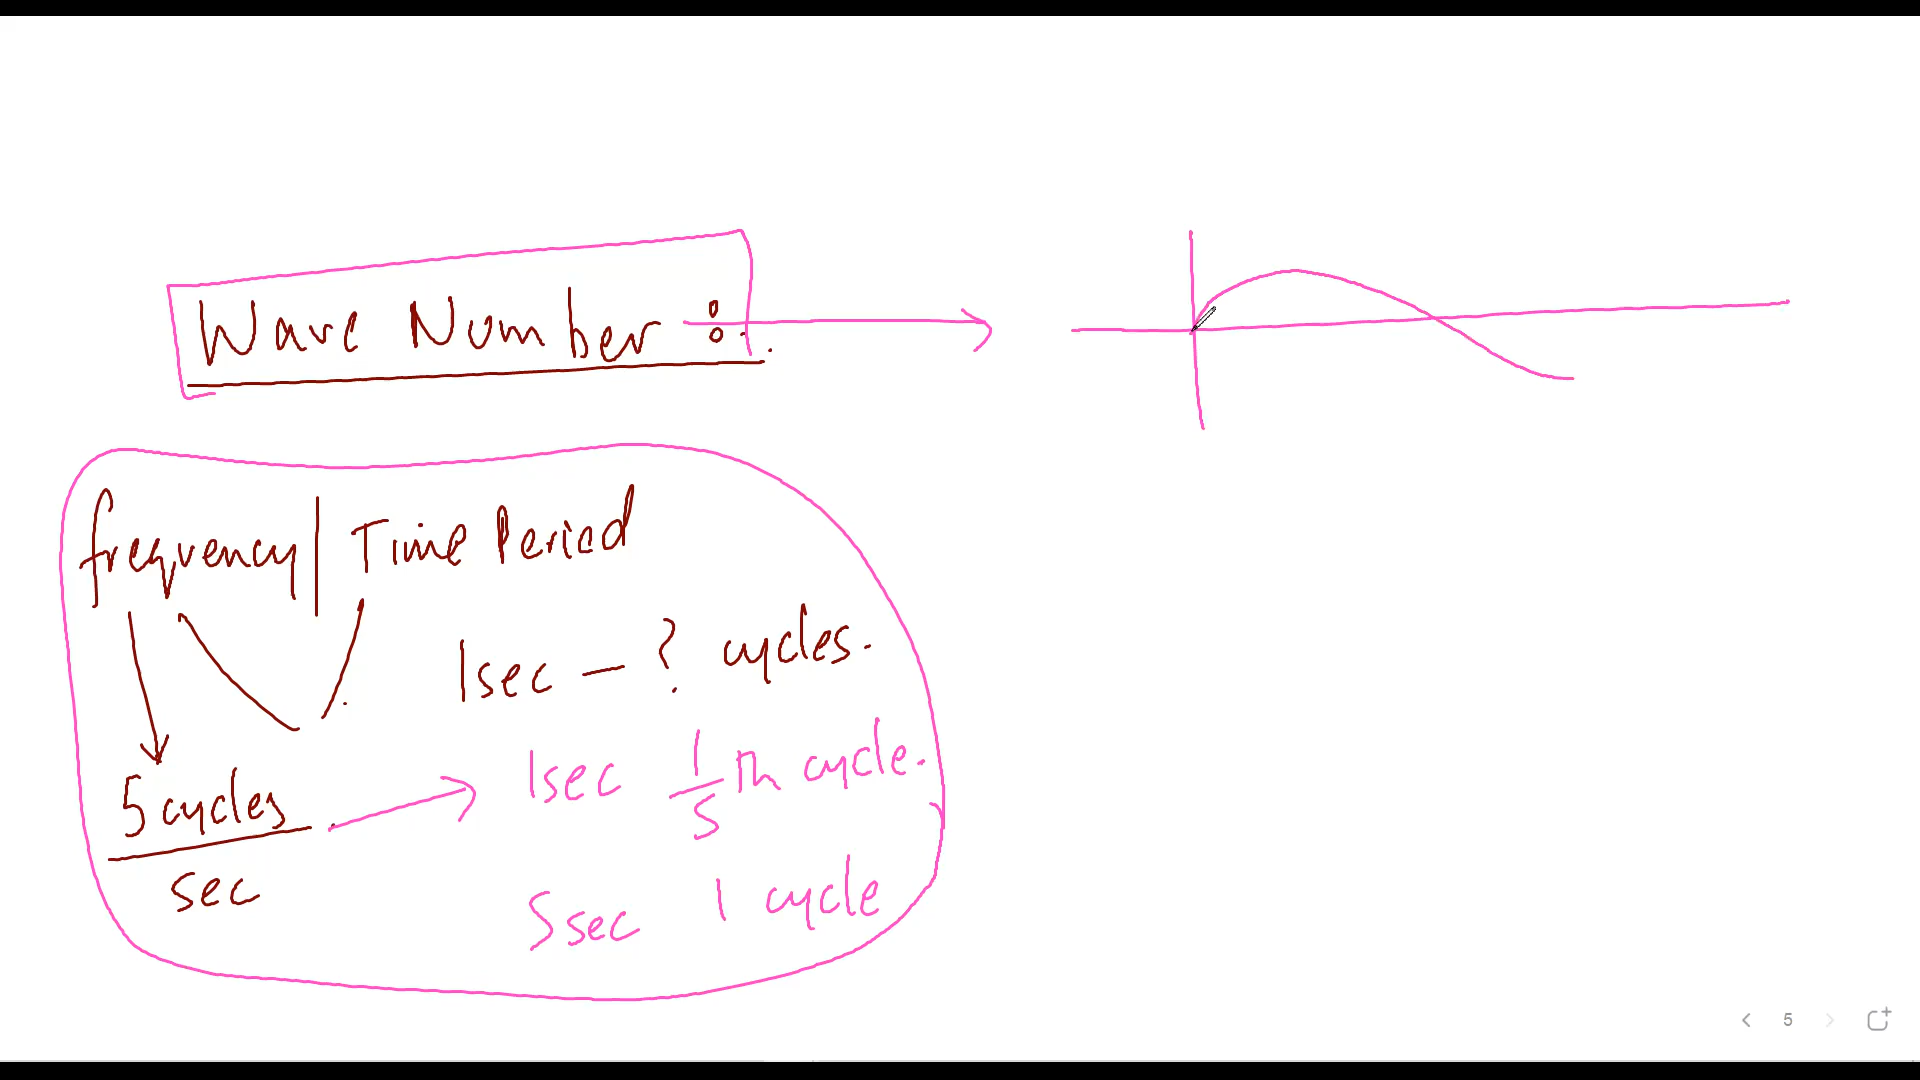 Wave Number :
frequency | Time Period
1sec — ? cycles.
5 cycles / sec
1sec 1/5 th cycle.
5sec 1 cycle
5